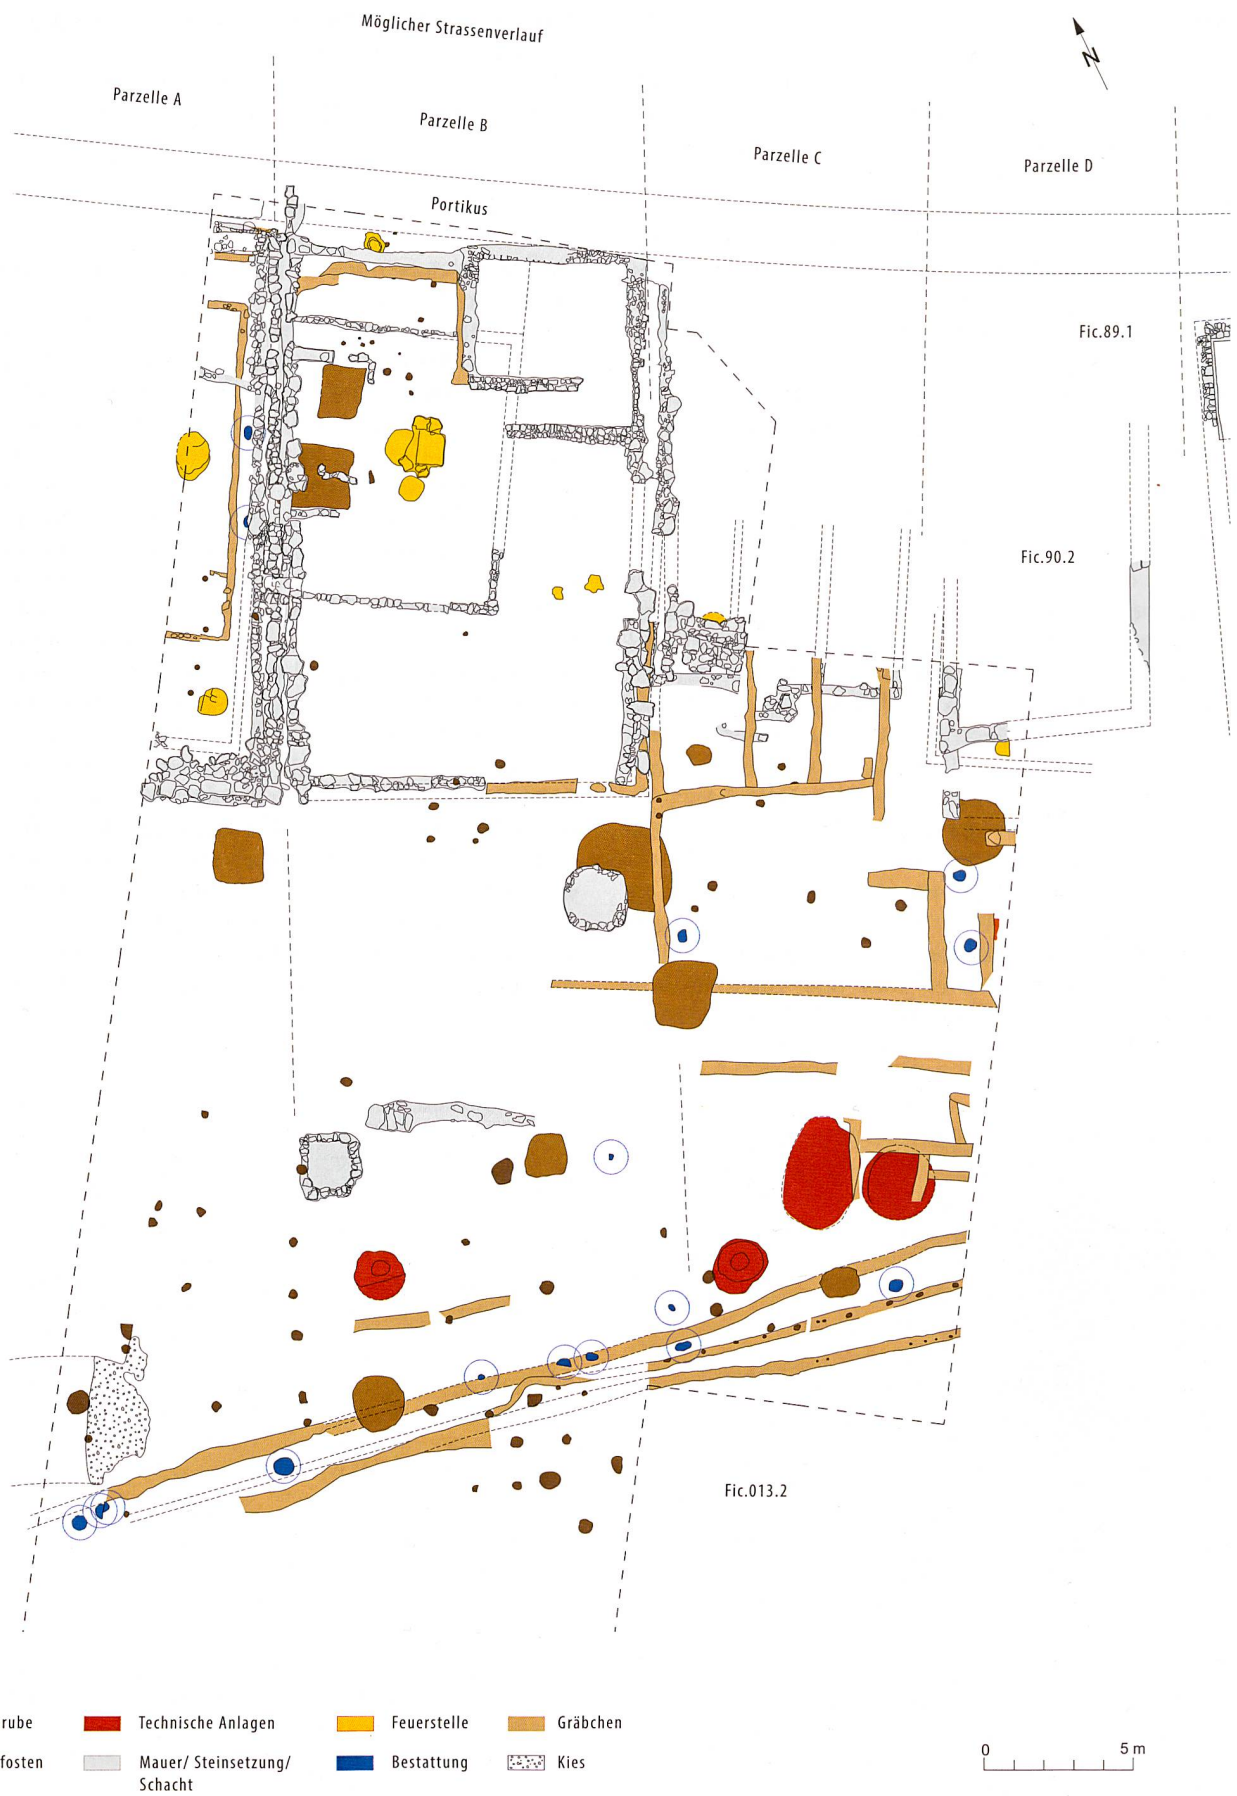 Möglicher Strassenverlauf
N
Parzelle A
Parzelle B
Parzelle C
Parzelle D
Portikus
Fic.89.1
Fic.90.2
Fic.013.2
rube
Technische Anlagen
Feuerstelle
Gräbchen
fosten
Mauer/ Steinsetzung/
Schacht
Bestattung
Kies
0
5 m